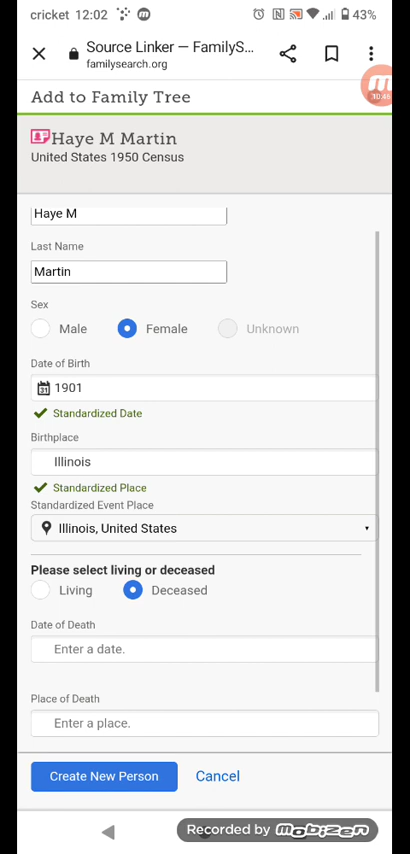 cricket 12:02
43%
Source Linker — FamilyS...
familysearch.org
10:46
Add to Family Tree
Haye M Martin
United States 1950 Census
Haye M
Last Name
Martin
Sex
Male Female Unknown
Date of Birth
31 1901
Standardized Date
Birthplace
Illinois
Standardized Place
Standardized Event Place
Illinois, United States
Please select living or deceased
Living Deceased
Date of Death
Enter a date.
Place of Death
Enter a place.
Create New Person Cancel
Recorded by mobizen